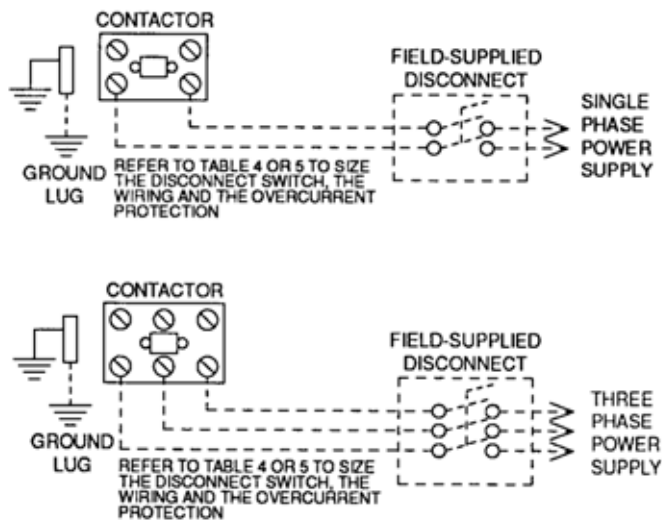 CONTACTOR
FIELD-SUPPLIED
DISCONNECT
SINGLE
PHASE
POWER
SUPPLY
GROUND
LUG
REFER TO TABLE 4 OR 5 TO SIZE
THE DISCONNECT SWITCH, THE
WIRING AND THE OVERCURRENT
PROTECTION
CONTACTOR
FIELD-SUPPLIED
DISCONNECT
THREE
PHASE
POWER
SUPPLY
GROUND
LUG
REFER TO TABLE 4 OR 5 TO SIZE
THE DISCONNECT SWITCH, THE
WIRING AND THE OVERCURRENT
PROTECTION